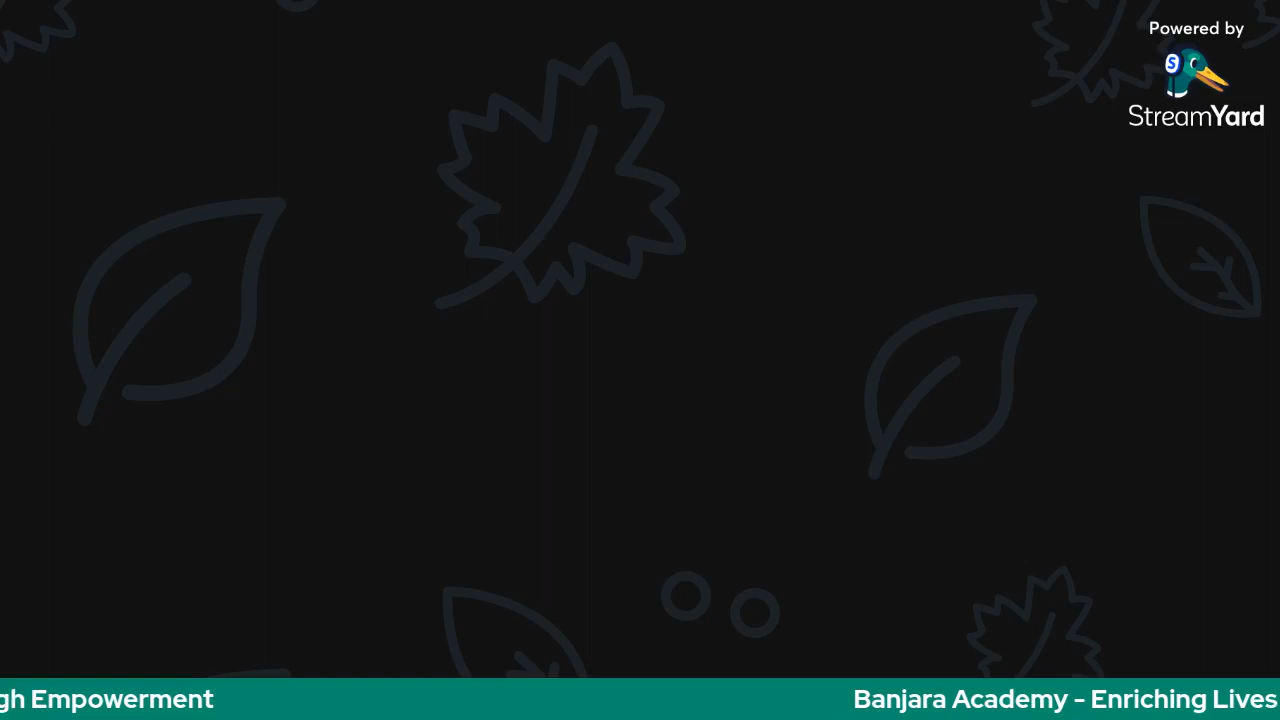 Powered by
S
StreamYard
gh Empowerment
Banjara Academy - Enriching Lives